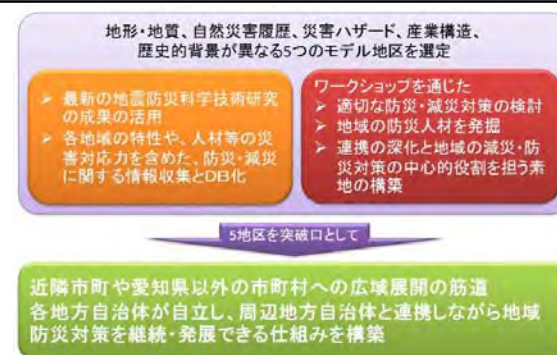 地形・地質、自然災害履歴、災害ハザード、産業構造、
歴史的背景が異なる5つのモデル地区を選定
➢ 最新の地震防災科学技術研究
の成果の活用
➢ 各地域の特性や、人材等の災
害対応力を含めた、防災・減災
に関する情報収集とDB化
ワークショップを通じた
➢ 適切な防災・減災対策の検討
➢ 地域の防災人材を発掘
➢ 連携の深化と地域の減災・防
災対策の中心的役割を担う素
地の構築
5地区を突破口として
近隣市町や愛知県以外の市町村への広域展開の筋道
各地方自治体が自立し、周辺地方自治体と連携しながら地域
防災対策を継続・発展できる仕組みを構築